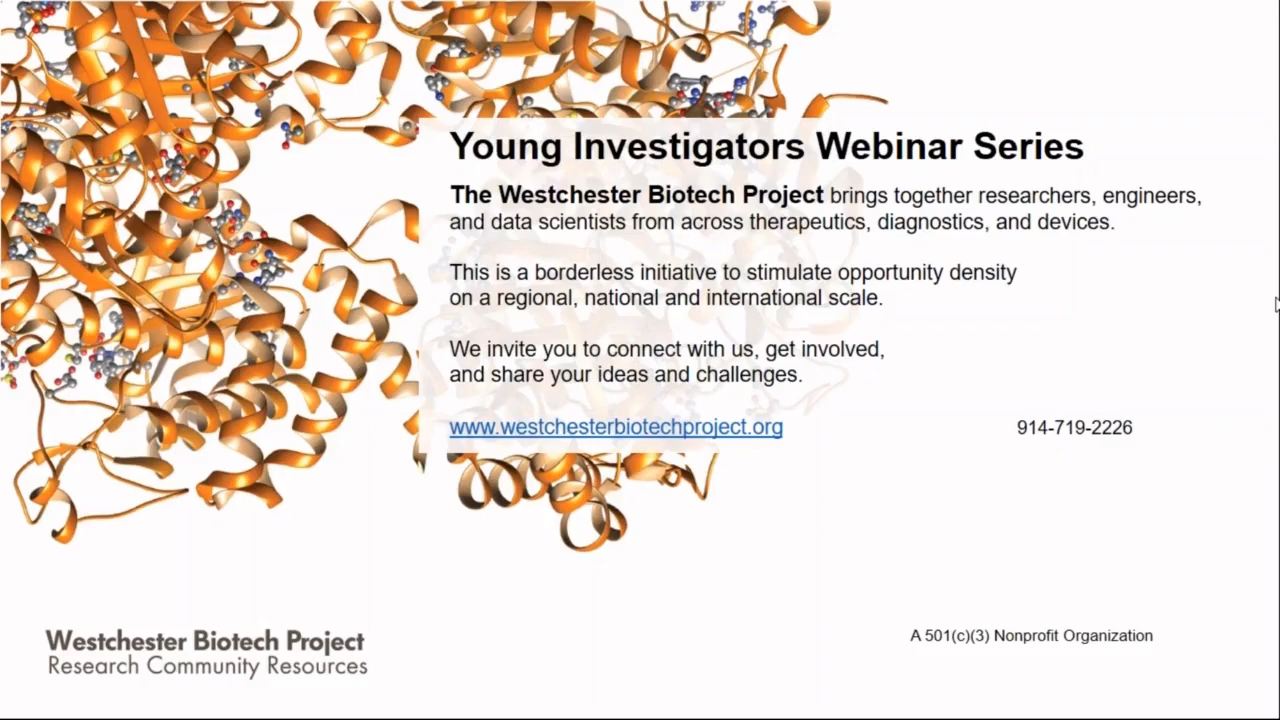 Young Investigators Webinar Series
The Westchester Biotech Project brings together researchers, engineers,
and data scientists from across therapeutics, diagnostics, and devices.
This is a borderless initiative to stimulate opportunity density
on a regional, national and international scale.
We invite you to connect with us, get involved,
and share your ideas and challenges.
www.westchesterbiotechproject.org
914-719-2226
Westchester Biotech Project
Research Community Resources
A 501(c)(3) Nonprofit Organization